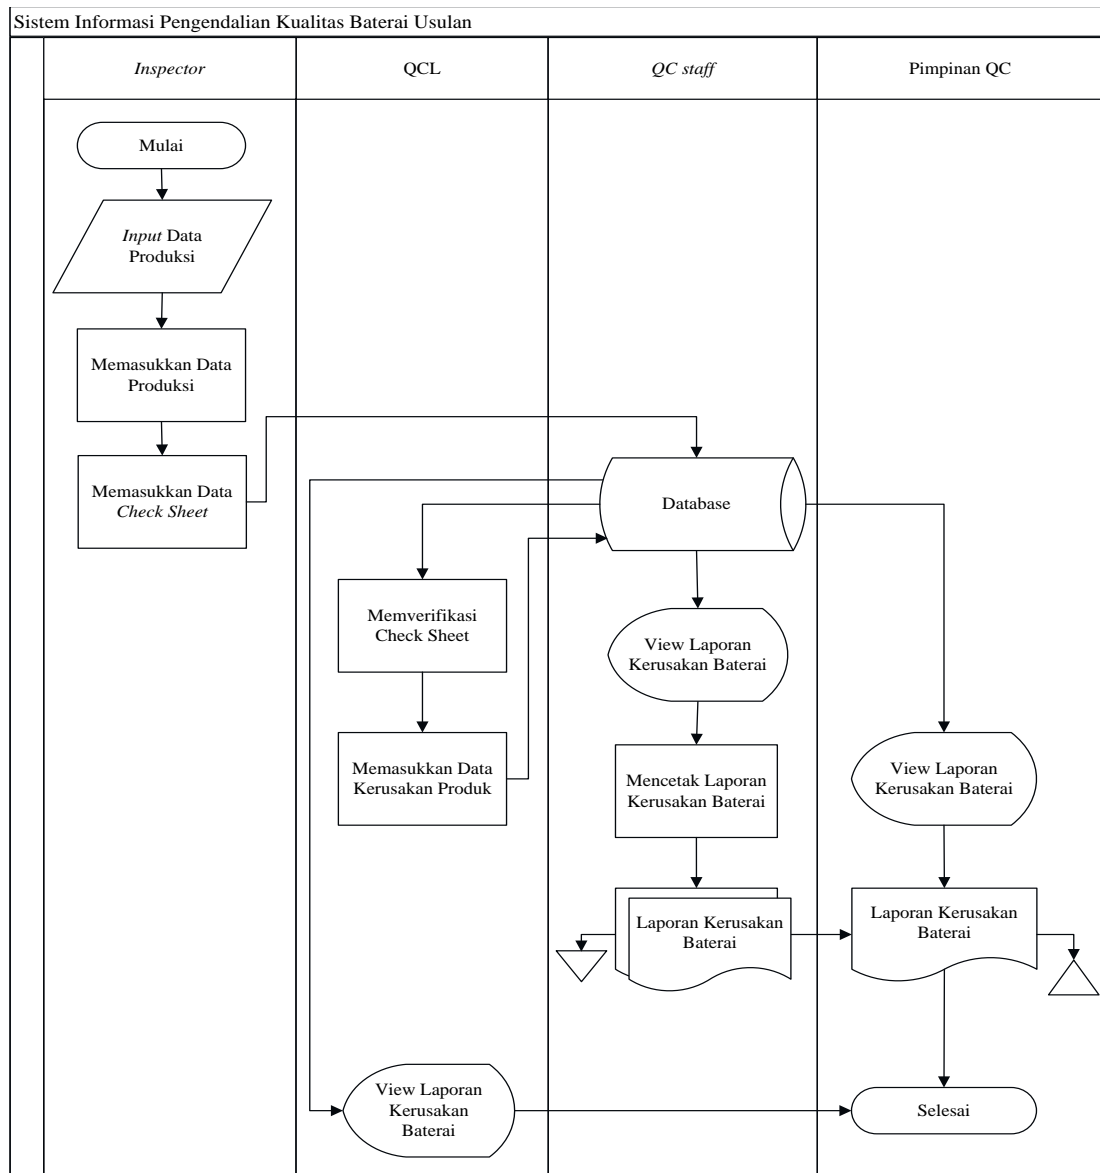 Sistem Informasi Pengendalian Kualitas Baterai Usulan
Inspector
QCL
QC staff
Pimpinan QC
Mulai
Input Data
Produksi
Memasukkan Data
Produksi
Memasukkan Data
Check Sheet
Database
Memverifikasi
Check Sheet
View Laporan
Kerusakan Baterai
Memasukkan Data
Kerusakan Produk
Mencetak Laporan
Kerusakan Baterai
View Laporan
Kerusakan Baterai
Laporan Kerusakan
Baterai
Laporan Kerusakan
Baterai
View Laporan
Kerusakan
Baterai
Selesai